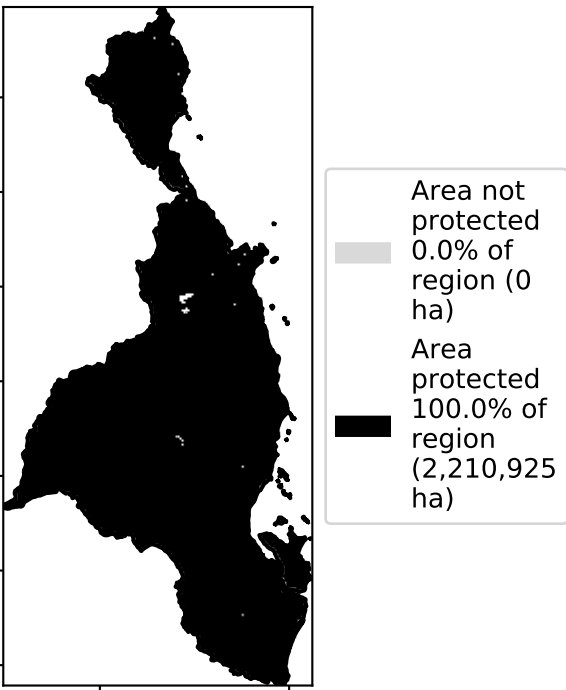 Area not
protected
0.0% of
region (0
ha)
Area
protected
100.0% of
region
(2,210,925
ha)